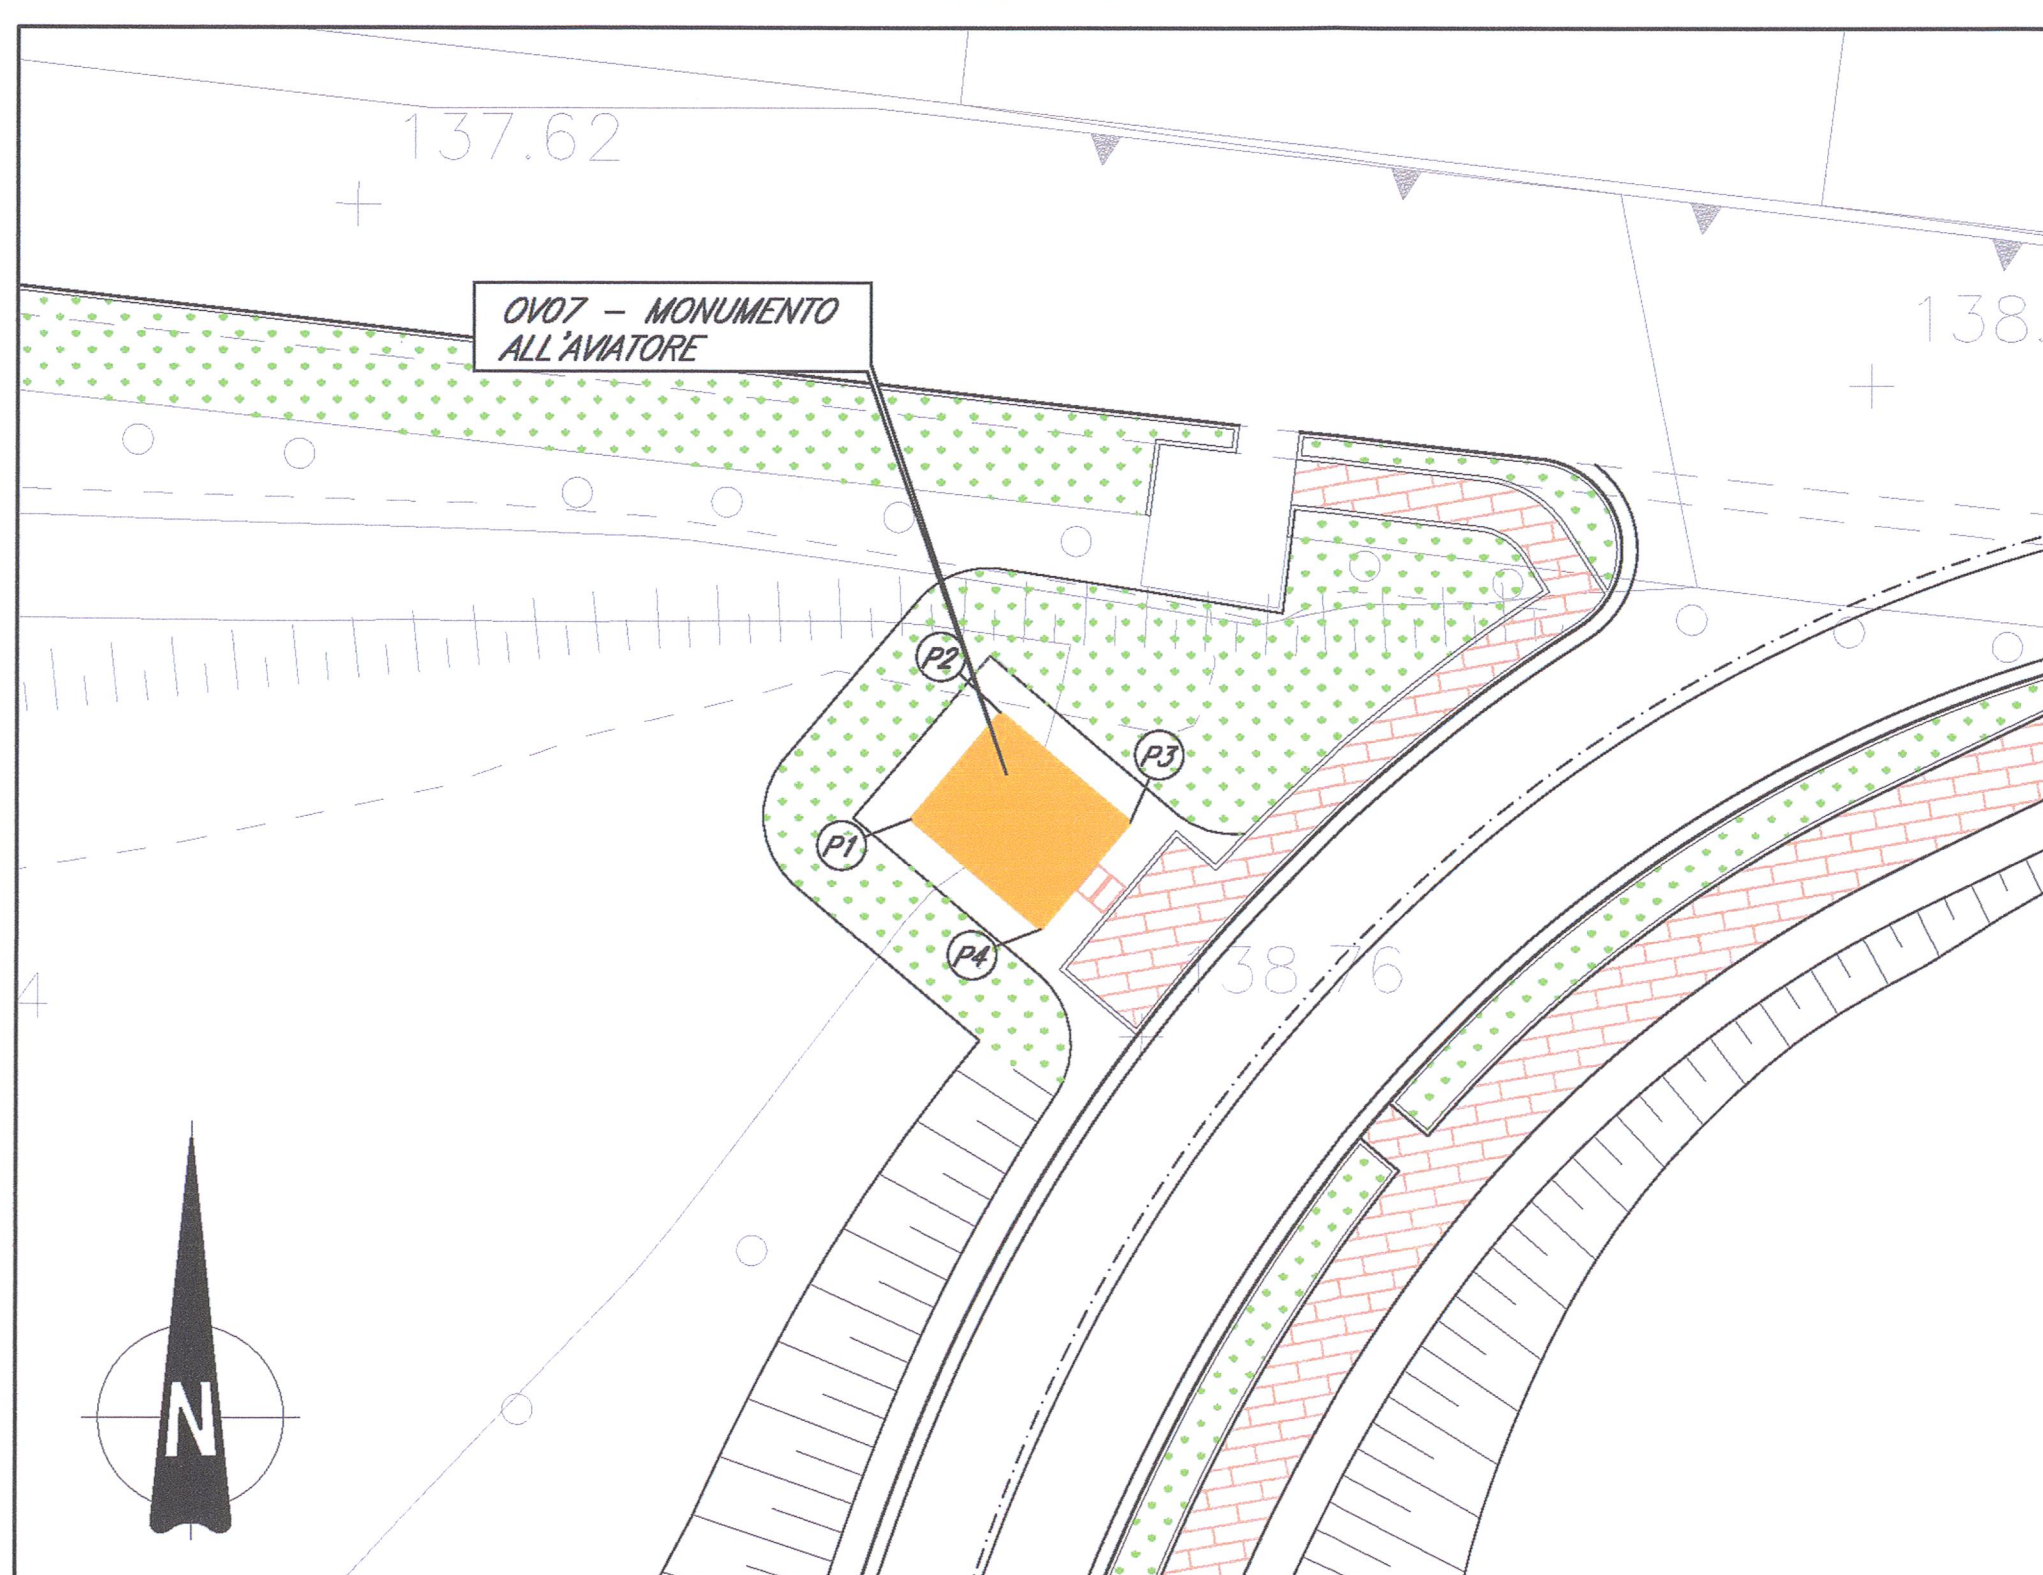 137.62
OV07 – MONUMENTO
ALL'AVIATORE
138.
P2
P3
P1
P4
138.76
4
N